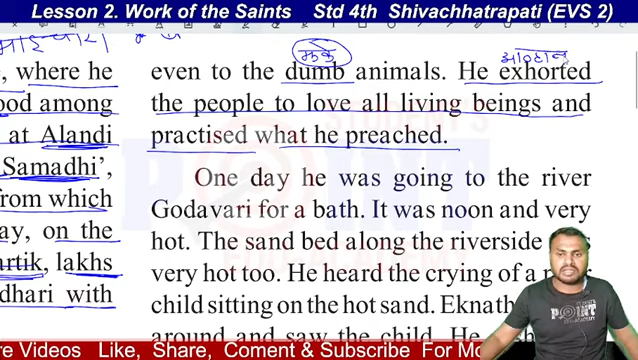 Lesson 2. Work of the Saints Std 4th Shivachhatrapati (EVS 2)
where he
ood among
at Alandi
Samadhi’,
from which
ay, on the
artik, lakhs
dhari with
मुके
आव्हान
even to the dumb animals. He exhorted
the people to love all living beings and
practised what he preached.
One day he was going to the river
Godavari for a bath. It was noon and very
hot. The sand bed along the riverside
very hot too. He heard the crying of a
child sitting on the hot sand. Eknath
around and saw the child. He
STUDENT'S
POINT
re Videos Like, Share, Coment & Subscribe For Mo